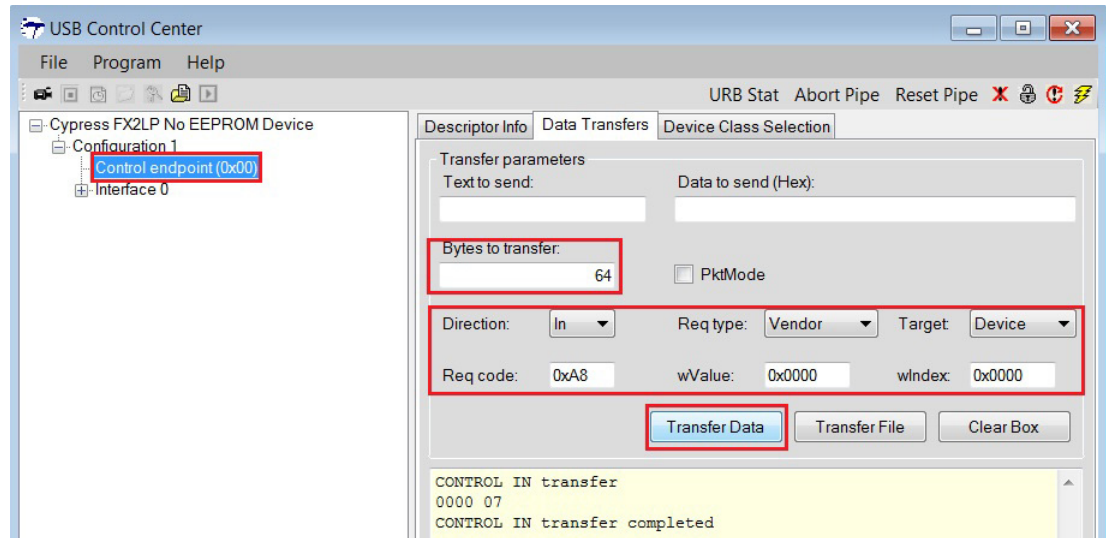 USB Control Center
File Program Help
URB Stat Abort Pipe Reset Pipe
Cypress FX2LP No EEPROM Device
Configuration 1
Control endpoint (0x00)
Interface 0
Descriptor Info Data Transfers Device Class Selection
Transfer parameters
Text to send: Data to send (Hex):
Bytes to transfer:
64 PktMode
Direction: In Req type: Vendor Target: Device
Req code: 0xA8 wValue: 0x0000 wIndex: 0x0000
Transfer Data Transfer File Clear Box
CONTROL IN transfer
0000 07
CONTROL IN transfer completed